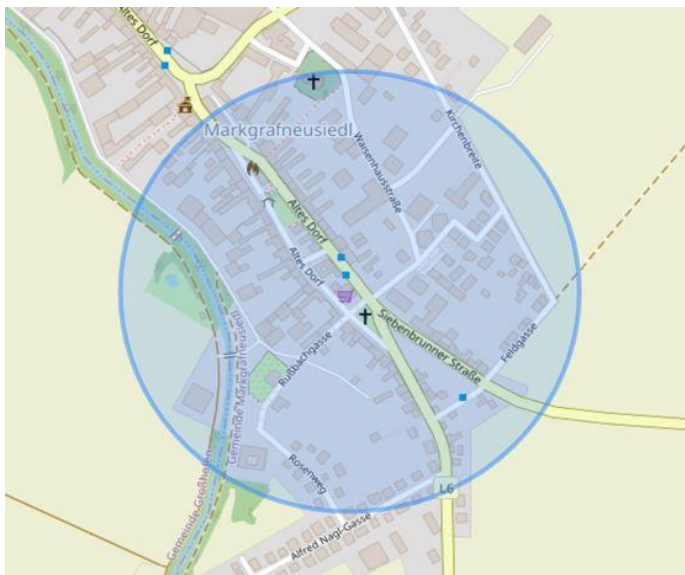 Altes Dorf
Markgrafneusiedl
Kirchenbreite
Waisenhausstraße
Altes Dorf
Altes Dorf
Siebenbrunner Straße
Feldgasse
Rußbachgasse
Gemeinde Markgrafneusiedl
Gemeinde Großhofen
Rosenweg
L6
Alfred Nagl-Gasse